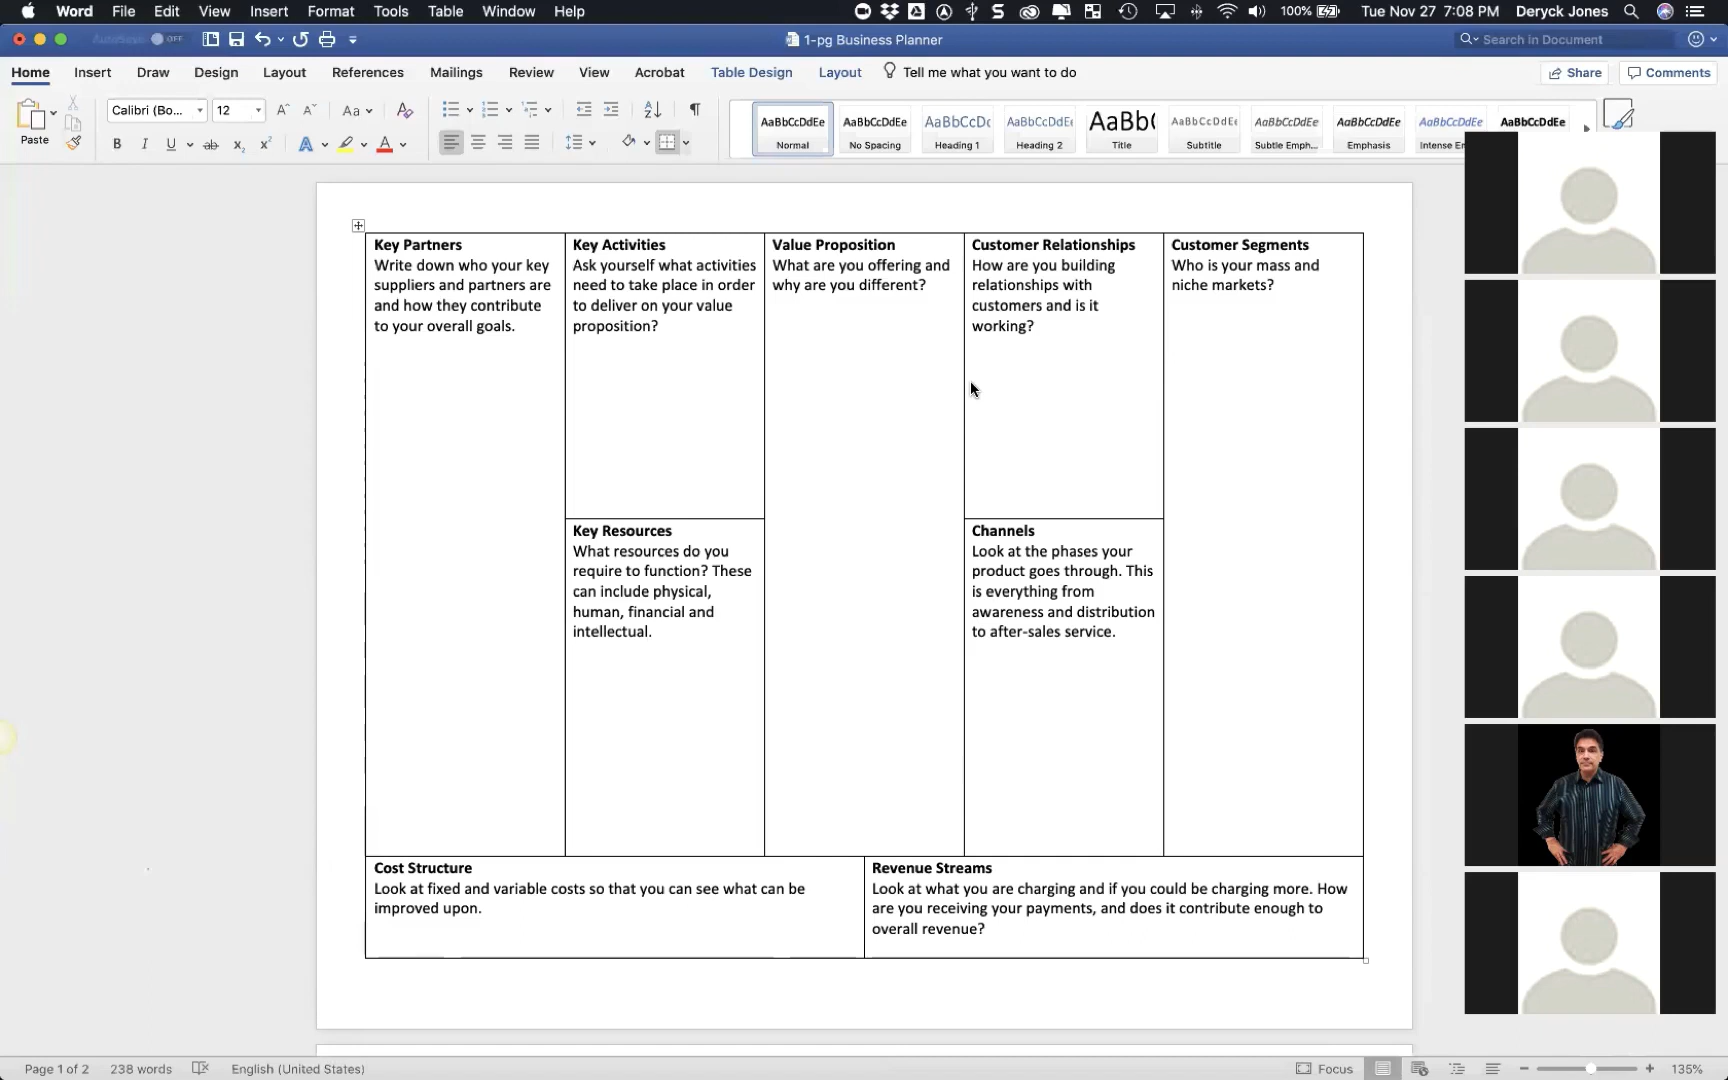 Word File Edit View Insert Format Tools Table Window Help
100% Tue Nov 27 7:08 PM Deryck Jones
AutoSave OFF
1-pg Business Planner
Search in Document
Home Insert Draw Design Layout References Mailings Review View Acrobat Table Design Layout Tell me what you want to do
Share Comments
Paste
Calibri (Bo... 12
AaBbCcDdEe AaBbCcDdEe AaBbCcDc AaBbCcDdEe AaBb( AaBbCcDdEe AaBbCcDdEe AaBbCcDdEe AaBbCcDdEe AaBbCcDdEe
Normal No Spacing Heading 1 Heading 2 Title Subtitle Subtle Emph... Emphasis Intense Em
Key Partners
Write down who your key
suppliers and partners are
and how they contribute
to your overall goals.
Key Activities
Ask yourself what activities
need to take place in order
to deliver on your value
proposition?
Value Proposition
What are you offering and
why are you different?
Customer Relationships
How are you building
relationships with
customers and is it
working?
Customer Segments
Who is your mass and
niche markets?
Key Resources
What resources do you
require to function? These
can include physical,
human, financial and
intellectual.
Channels
Look at the phases your
product goes through. This
is everything from
awareness and distribution
to after-sales service.
Cost Structure
Look at fixed and variable costs so that you can see what can be
improved upon.
Revenue Streams
Look at what you are charging and if you could be charging more. How
are you receiving your payments, and does it contribute enough to
overall revenue?
Page 1 of 2 238 words English (United States)
Focus 135%